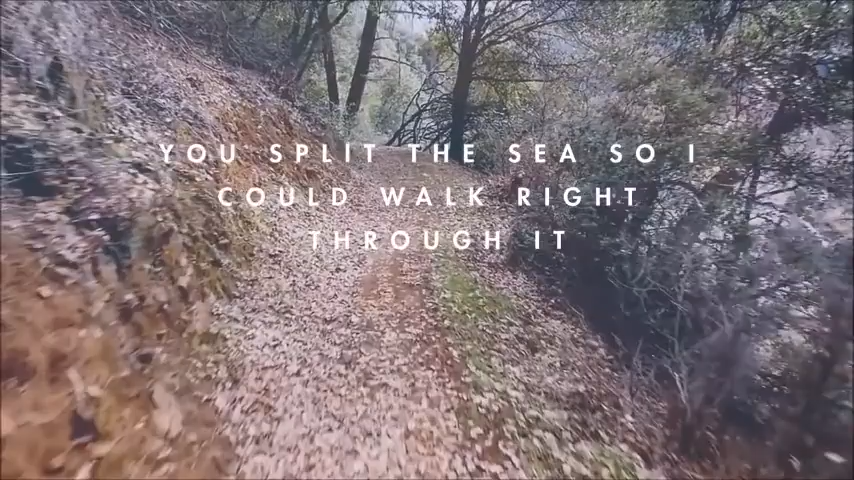 YOU SPLIT THE SEA SO I
COULD WALK RIGHT
THROUGH IT